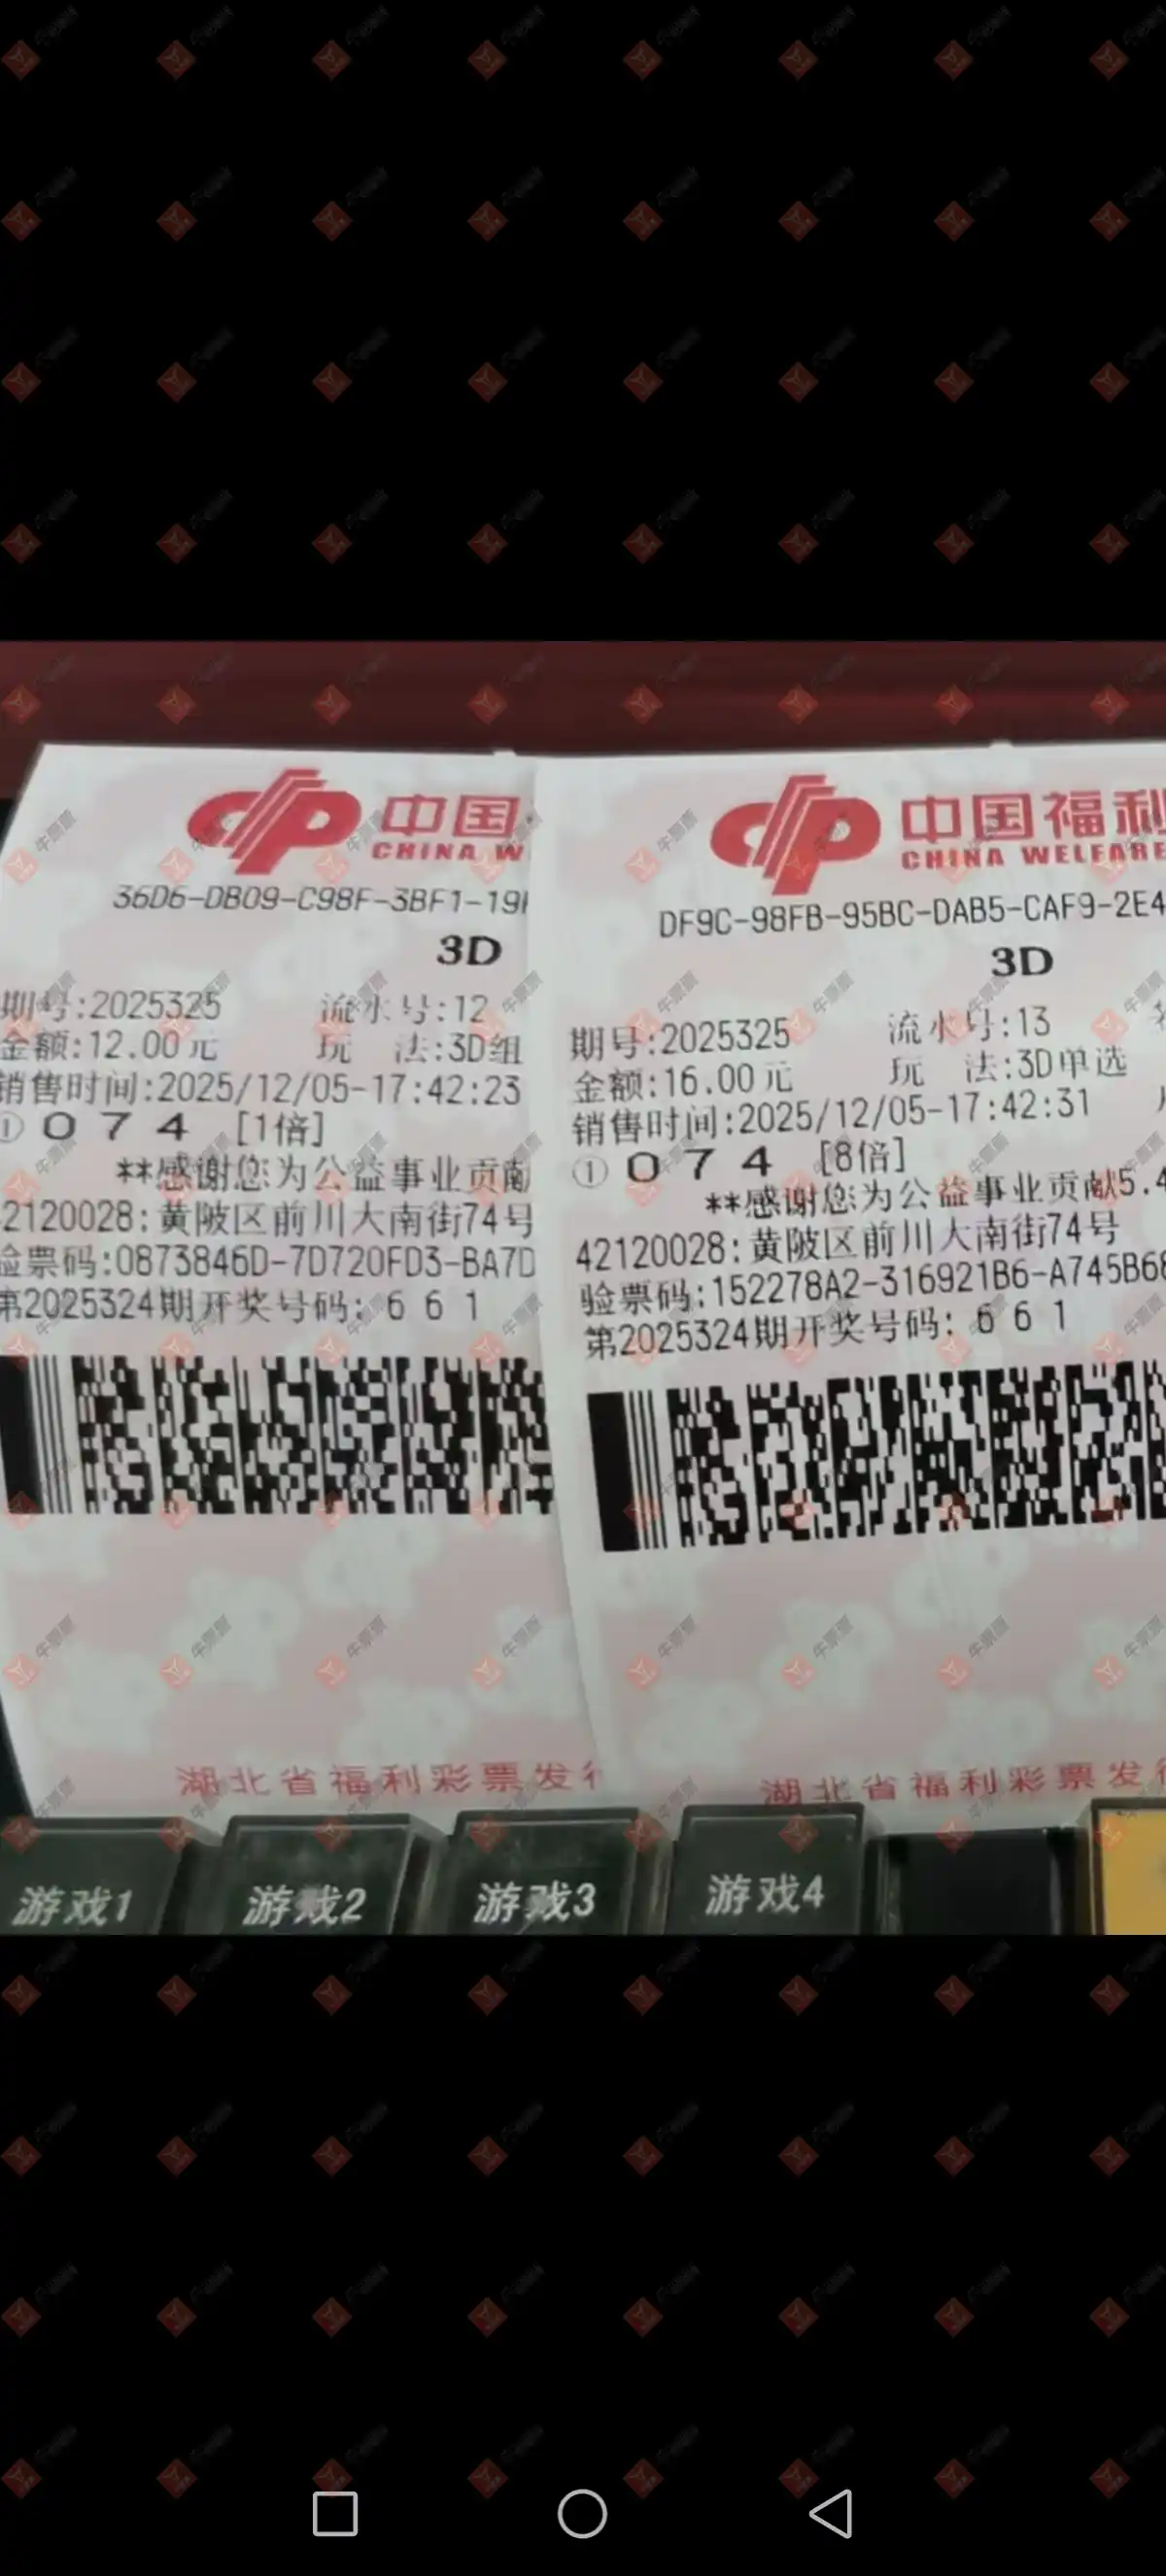 中国
CHINA W
36D6-DB09-C98F-3BF1-19
3D
期号:2025325 流水号:12
金额:12.00元 玩 法:3D组
销售时间:2025/12/05-17:42:23
① 0 7 4 [1倍]
**感谢您为公益事业贡献
2120028:黄陂区前川大南街74号
验票码:0873846D-7D720FD3-BA7D
第2025324期开奖号码: 6 6 1
湖北省福利彩票发行
中国福利
CHINA WELFARE
DF9C-98FB-95BC-DAB5-CAF9-2E4
3D
期号:2025325 流水号:13
金额:16.00元 玩 法:3D单选
销售时间:2025/12/05-17:42:31
① 0 7 4 [8倍]
**感谢您为公益事业贡献5.4
42120028:黄陂区前川大南街74号
验票码:152278A2-316921B6-A745B68
第2025324期开奖号码: 6 6 1
湖北省福利彩票发行
游戏1 游戏2 游戏3 游戏4
牛票票